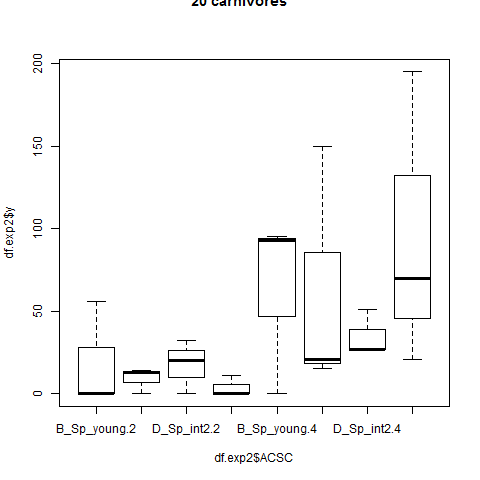 20 carnivores
200
150
100
50
0
df.exp2$y
B_Sp_young.2 D_Sp_int2.2 B_Sp_young.4 D_Sp_int2.4
df.exp2$ACSC